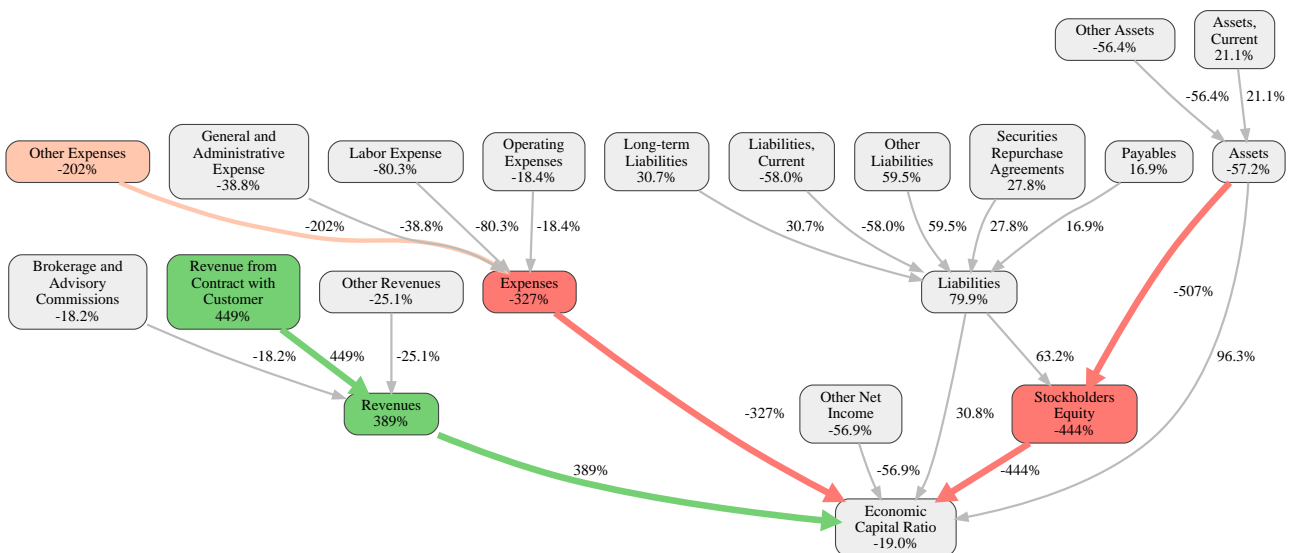 Other Assets
-56.4%
Assets,
Current
21.1%
-56.4%
21.1%
Other Expenses
-202%
General and
Administrative
Expense
-38.8%
Labor Expense
-80.3%
Operating
Expenses
-18.4%
Long-term
Liabilities
30.7%
Liabilities,
Current
-58.0%
Other
Liabilities
59.5%
Securities
Repurchase
Agreements
27.8%
Payables
16.9%
Assets
-57.2%
-202%
-38.8%
-80.3%
-18.4%
30.7%
-58.0%
59.5%
27.8%
16.9%
Brokerage and
Advisory
Commissions
-18.2%
Revenue from
Contract with
Customer
449%
Other Revenues
-25.1%
Expenses
-327%
Liabilities
79.9%
-507%
-18.2%
449%
-25.1%
63.2%
96.3%
Revenues
389%
Other Net
Income
-56.9%
Stockholders
Equity
-444%
-327%
30.8%
389%
-56.9%
-444%
Economic
Capital Ratio
-19.0%